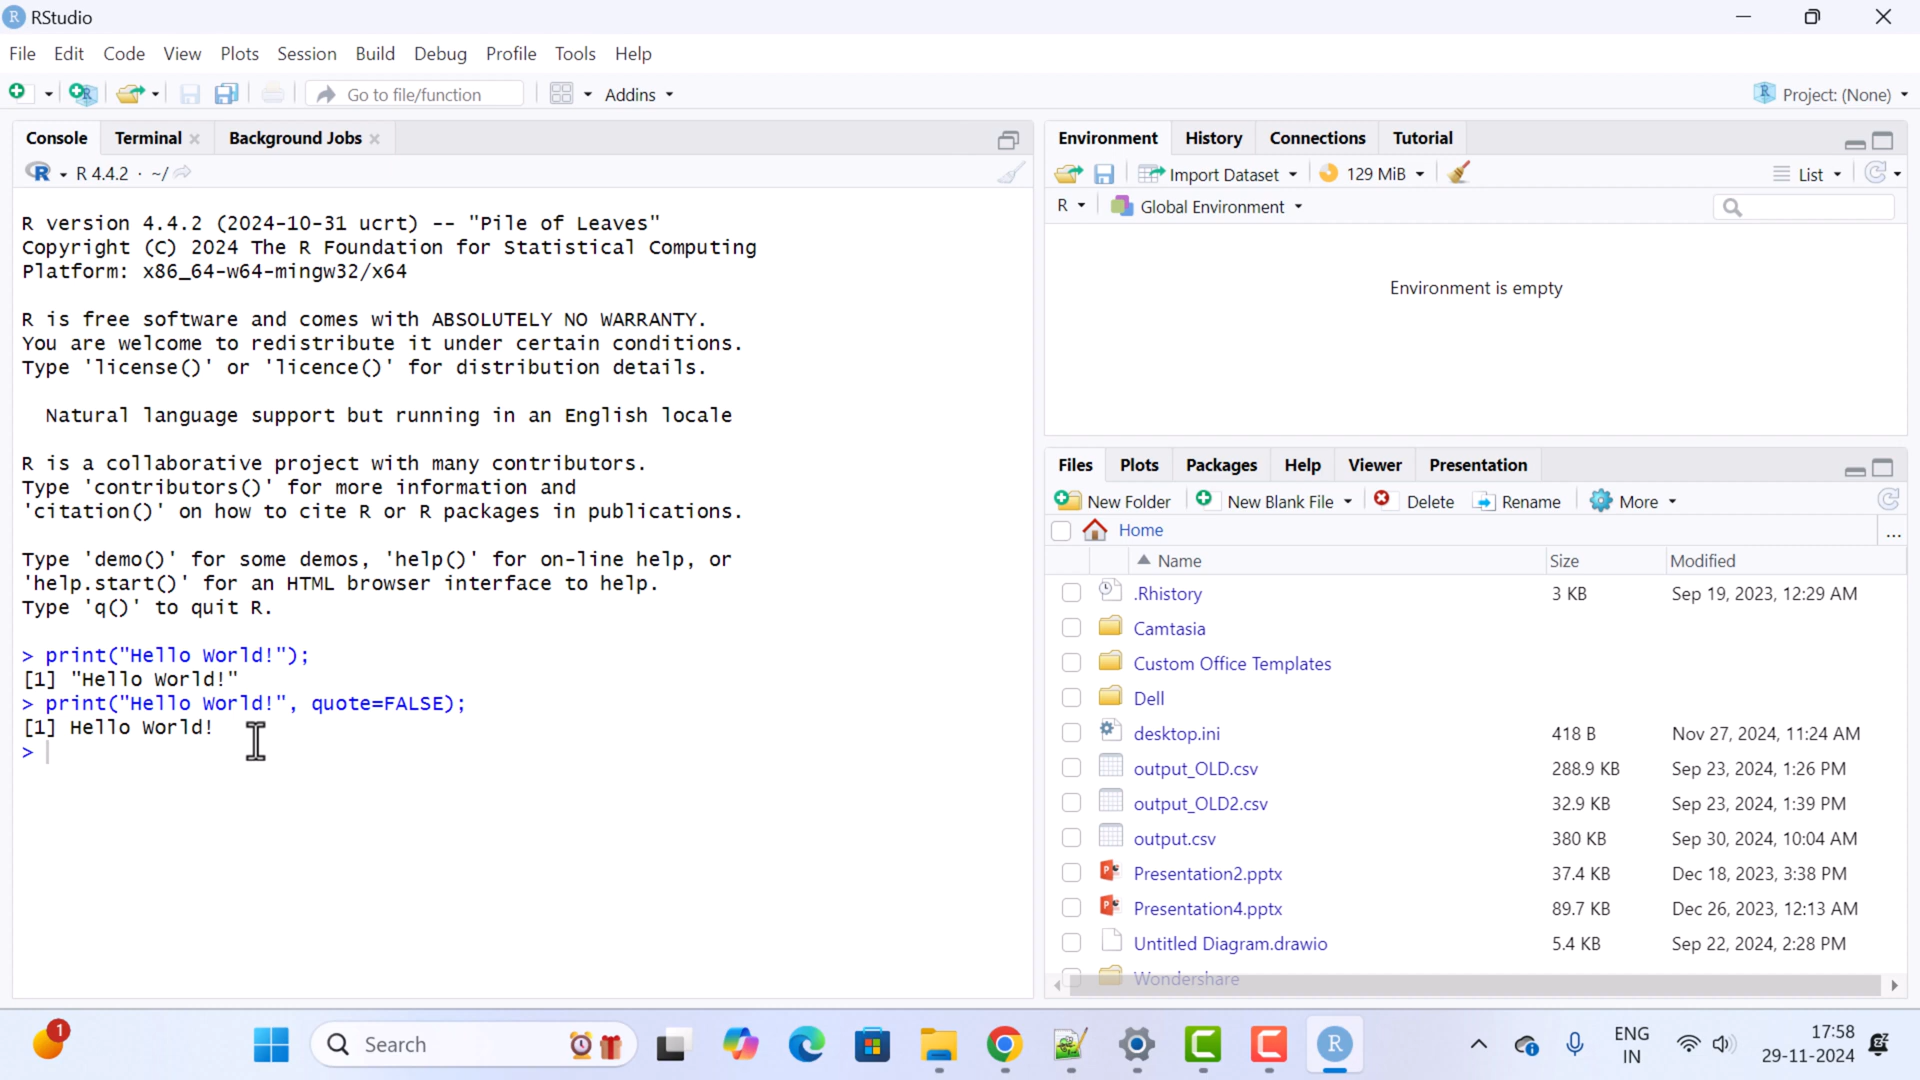 RStudio
File Edit Code View Plots Session Build Debug Profile Tools Help
Go to file/function
Addins
Project: (None)
Console Terminal Background Jobs
R 4.4.2 · ~/
R version 4.4.2 (2024-10-31 ucrt) -- "Pile of Leaves"
Copyright (C) 2024 The R Foundation for Statistical Computing
Platform: x86_64-w64-mingw32/x64
R is free software and comes with ABSOLUTELY NO WARRANTY.
You are welcome to redistribute it under certain conditions.
Type 'license()' or 'licence()' for distribution details.
Natural language support but running in an English locale
R is a collaborative project with many contributors.
Type 'contributors()' for more information and
'citation()' on how to cite R or R packages in publications.
Type 'demo()' for some demos, 'help()' for on-line help, or
'help.start()' for an HTML browser interface to help.
Type 'q()' to quit R.
> print("Hello World!");
[1] "Hello World!"
> print("Hello World!", quote=FALSE);
[1] Hello World!
>
Environment History Connections Tutorial
Import Dataset 129 MiB List
R Global Environment
Environment is empty
Files Plots Packages Help Viewer Presentation
New Folder New Blank File Delete Rename More
Home ...
Name Size Modified
.Rhistory 3 KB Sep 19, 2023, 12:29 AM
Camtasia
Custom Office Templates
Dell
desktop.ini 418 B Nov 27, 2024, 11:24 AM
output_OLD.csv 288.9 KB Sep 23, 2024, 1:26 PM
output_OLD2.csv 32.9 KB Sep 23, 2024, 1:39 PM
output.csv 380 KB Sep 30, 2024, 10:04 AM
Presentation2.pptx 37.4 KB Dec 18, 2023, 3:38 PM
Presentation4.pptx 89.7 KB Dec 26, 2023, 12:13 AM
Untitled Diagram.drawio 5.4 KB Sep 22, 2024, 2:28 PM
Wondershare
1
Search
ENG
IN
17:58
29-11-2024